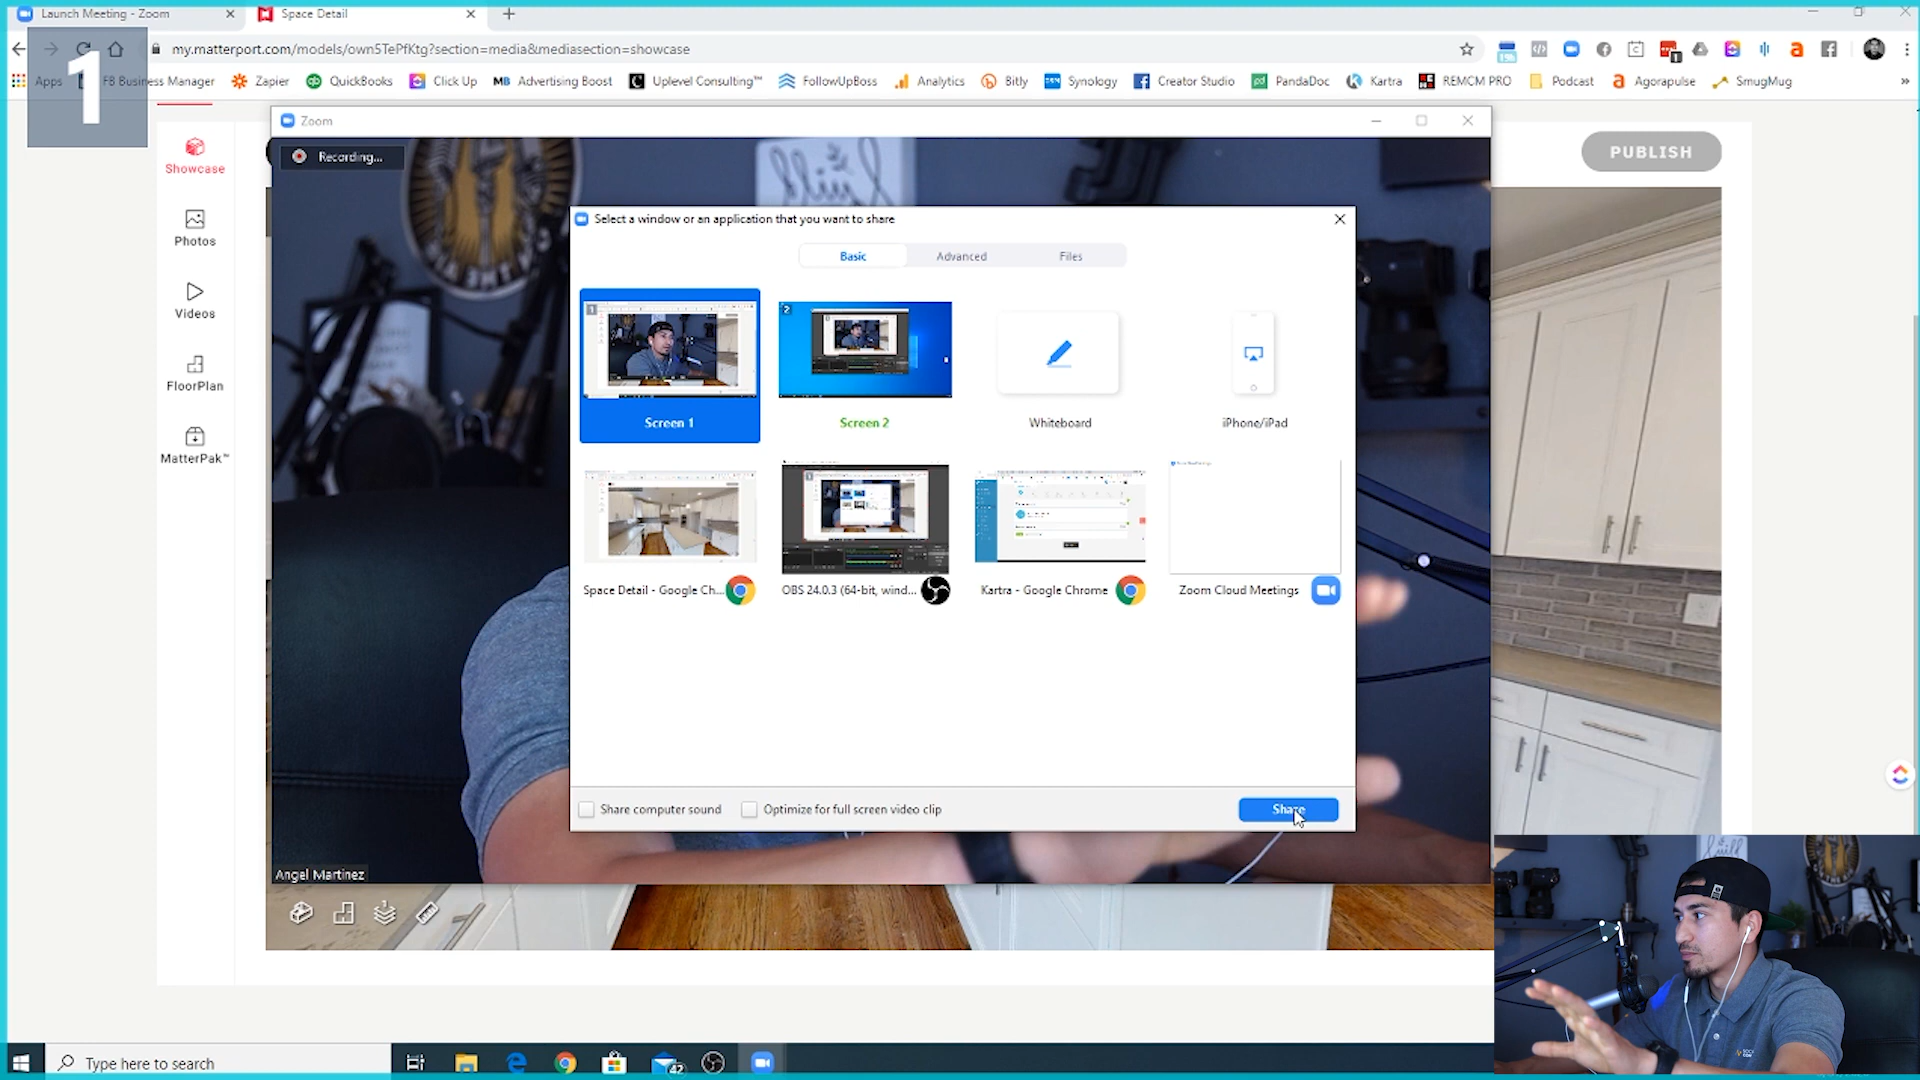 Launch Meeting - Zoom
Space Detail
my.matterport.com/models/own5TePfKtg?section=media&mediasection=showcase
1
Apps
FB Business Manager
Zapier
QuickBooks
Click Up
MB Advertising Boost
Uplevel Consulting™
FollowUpBoss
Analytics
Bitly
Synology
Creator Studio
PandaDoc
Kartra
REMCM PRO
Podcast
Agorapulse
SmugMug
»
Zoom
Recording...
PUBLISH
Showcase
Photos
Videos
FloorPlan
MatterPak™
Select a window or an application that you want to share
Basic
Advanced
Files
1
2
Screen 1
Screen 2
Whiteboard
iPhone/iPad
Space Detail - Google Ch...
OBS 24.0.3 (64-bit, wind...
Kartra - Google Chrome
Zoom Cloud Meetings
Share computer sound
Optimize for full screen video clip
Share
Angel Martinez
Type here to search
42